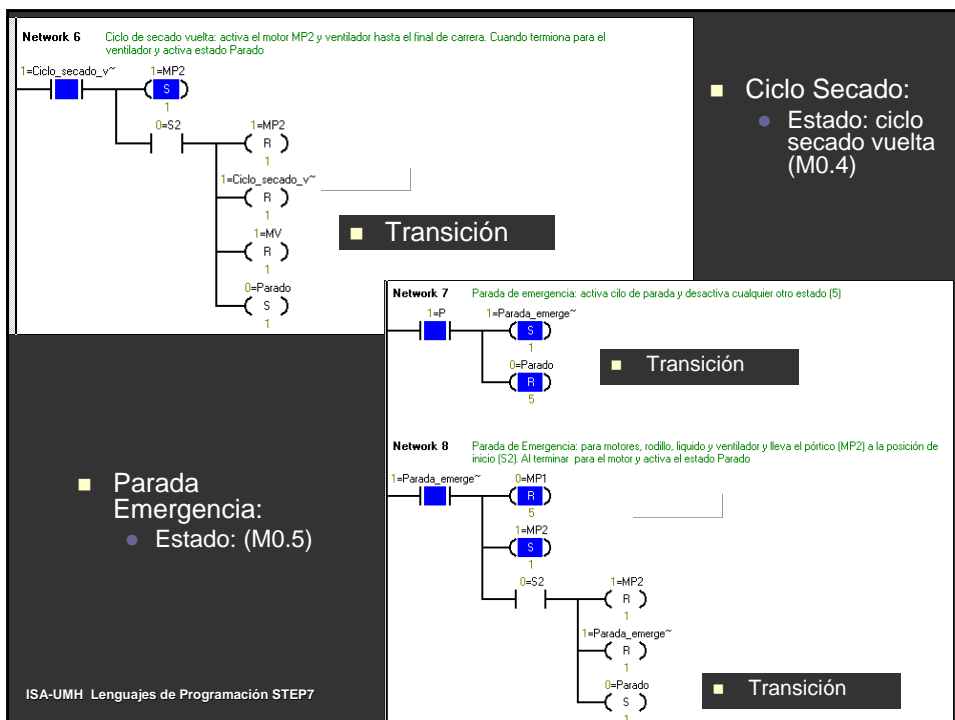 Network 6 Ciclo de secado vuelta: activa el motor MP2 y ventilador hasta el final de carrera. Cuando termiona para el
ventilador y activa estado Parado
1=Ciclo_secado_v~ 1=MP2
S
1
0=S2 1=MP2
R
1
1=Ciclo_secado_v~
R
1
1=MV
R
1
0=Parado
S
1
■ Transición
■ Ciclo Secado:
● Estado: ciclo
secado vuelta
(M0.4)
Network 7 Parada de emergencia: activa cilo de parada y desactiva cualquier otro estado (5)
1=P 1=Parada_emerge~
S
1
0=Parado
R
5
■ Transición
Network 8 Parada de Emergencia: para motores, rodillo, liquido y ventilador y lleva el pórtico (MP2) a la posición de
inicio (S2). Al terminar para el motor y activa el estado Parado
1=Parada_emerge~ 0=MP1
R
5
1=MP2
S
1
0=S2 1=MP2
R
1
1=Parada_emerge~
R
1
0=Parado
S
1
■ Transición
■ Parada
Emergencia:
● Estado: (M0.5)
ISA-UMH Lenguajes de Programación STEP7